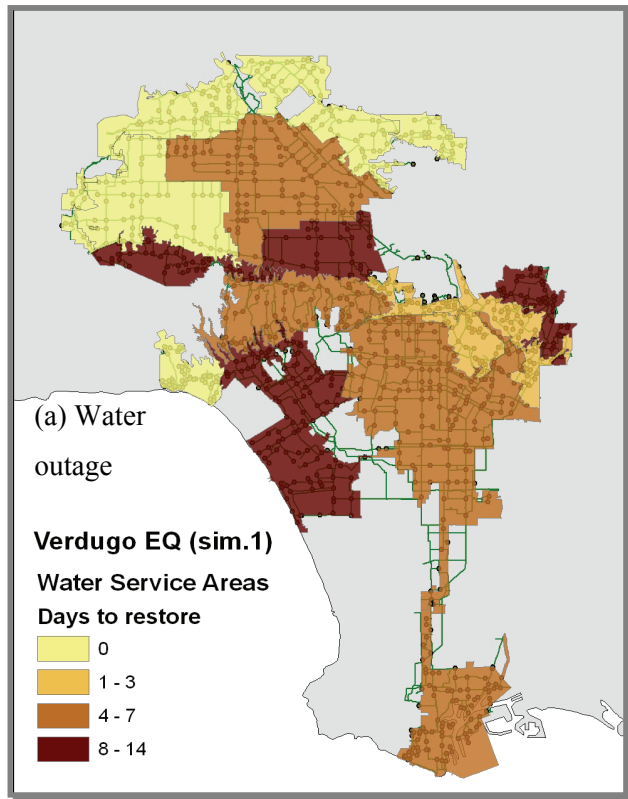 (a) Water
outage
Verdugo EQ (sim.1)
Water Service Areas
Days to restore
0
1 - 3
4 - 7
8 - 14